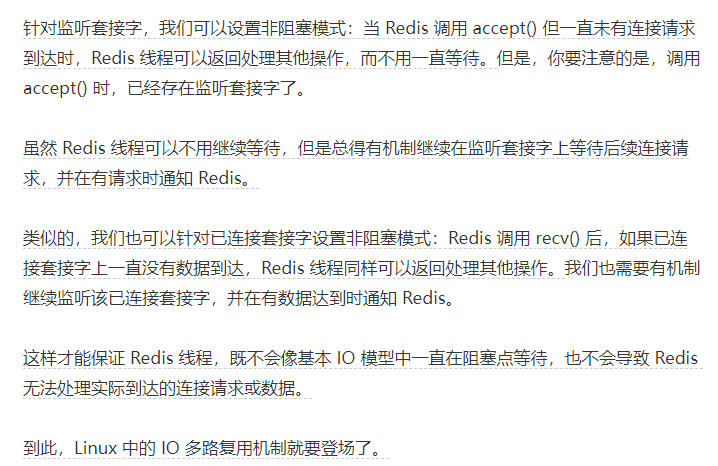 针对监听套接字，我们可以设置非阻塞模式：当 Redis 调用 accept() 但一直未有连接请求
到达时，Redis 线程可以返回处理其他操作，而不用一直等待。但是，你要注意的是，调用
accept() 时，已经存在监听套接字了。
虽然 Redis 线程可以不用继续等待，但是总得有机制继续在监听套接字上等待后续连接请
求，并在有请求时通知 Redis。
类似的，我们也可以针对已连接套接字设置非阻塞模式：Redis 调用 recv() 后，如果已连
接套接字上一直没有数据到达，Redis 线程同样可以返回处理其他操作。我们也需要有机制
继续监听该已连接套接字，并在有数据达到时通知 Redis。
这样才能保证 Redis 线程，既不会像基本 IO 模型中一直在阻塞点等待，也不会导致 Redis
无法处理实际到达的连接请求或数据。
到此，Linux 中的 IO 多路复用机制就要登场了。